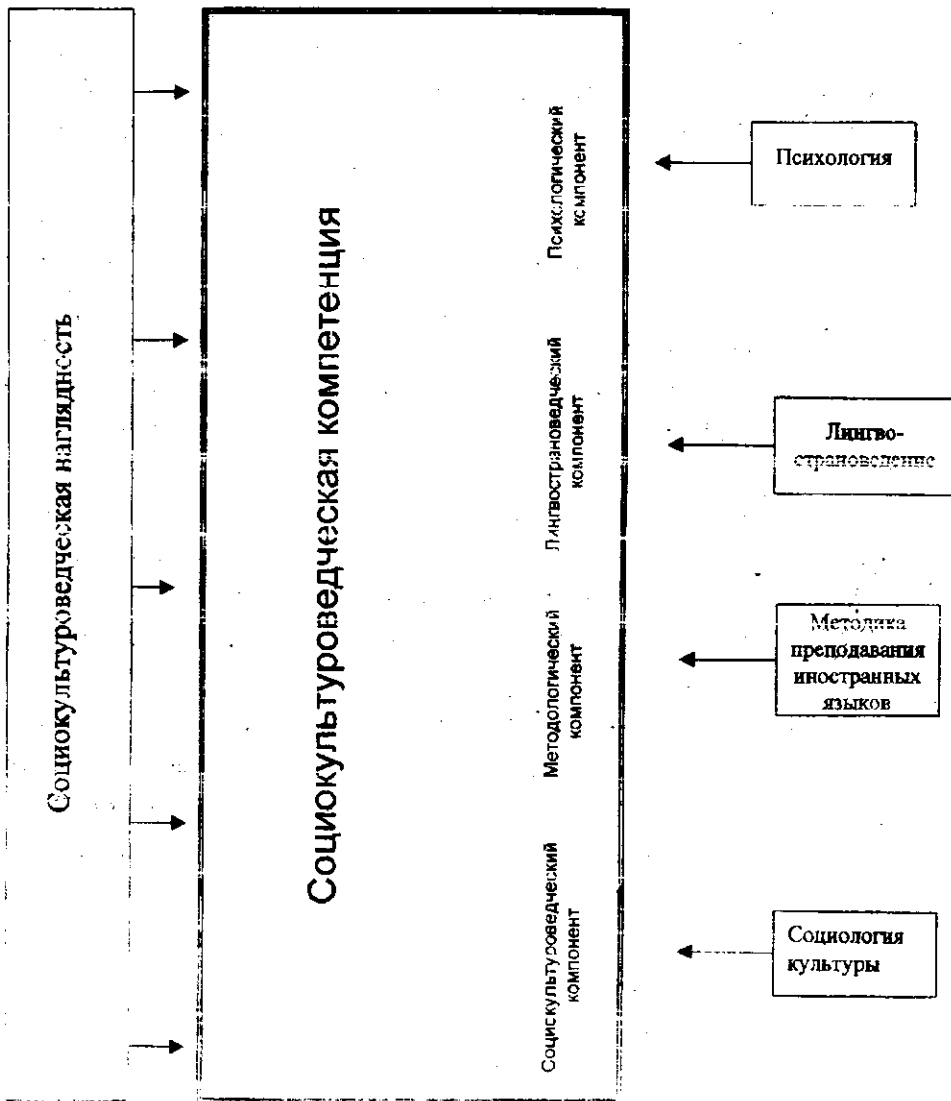 Социокультуроведческая наглядность
Социокультуроведческая компетенция
Социскультуроведческий
компонент
Методологический
компонент
Лингвострановедческий
компонент
Психологический
компонент
Психология
Лингво-
страноведение
Методика
преподавания
иностранных
языков
Социология
культуры